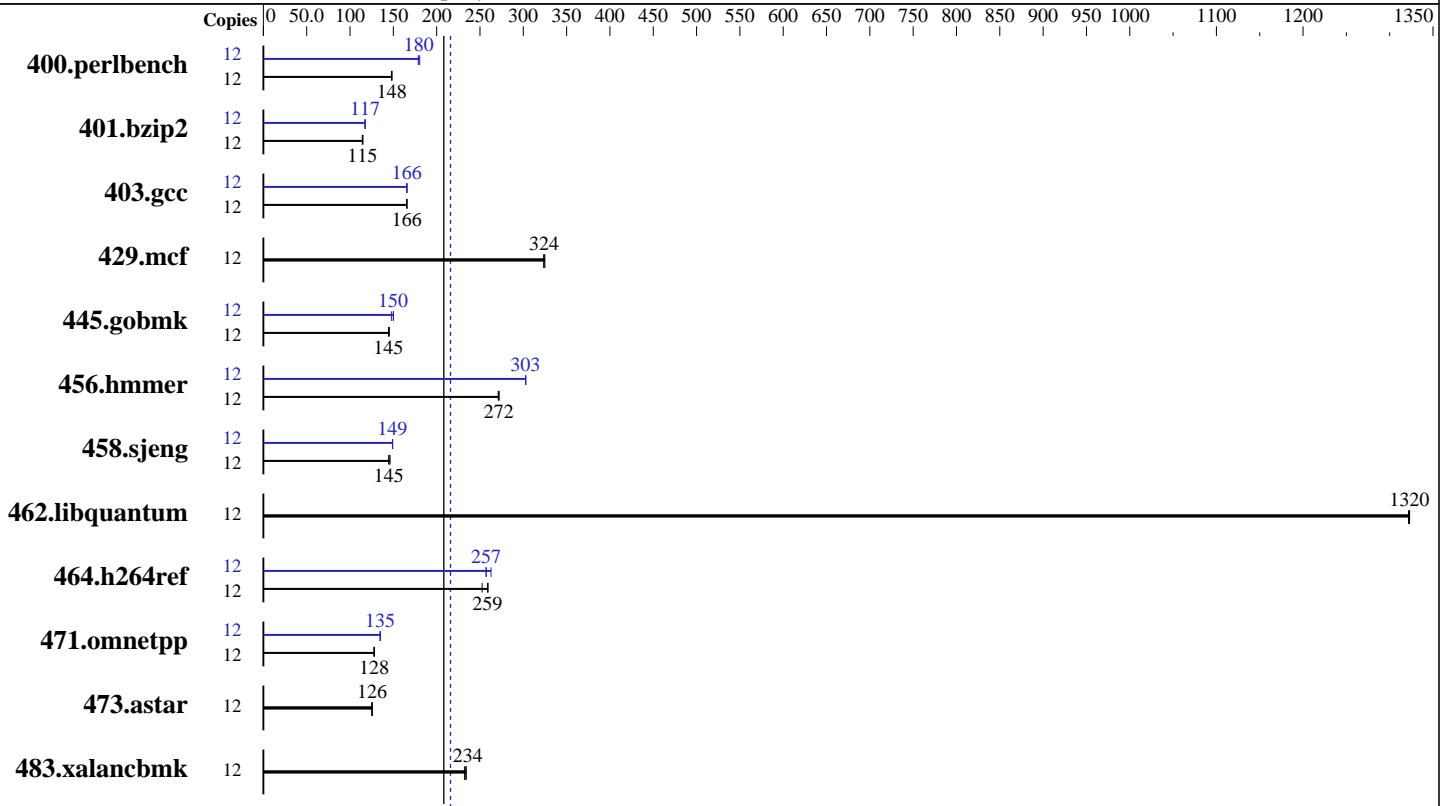 Copies 0 50.0 100 150 200 250 300 350 400 450 500 550 600 650 700 750 800 850 900 950 1000 1100 1200 1350
400.perlbench 12 180
12 148
401.bzip2 12 117
12 115
403.gcc 12 166
12 166
429.mcf 12 324
445.gobmk 12 150
12 145
456.hmmer 12 303
12 272
458.sjeng 12 149
12 145
462.libquantum 12 1320
464.h264ref 12 257
12 259
471.omnetpp 12 135
12 128
473.astar 12 126
483.xalancbmk 12 234